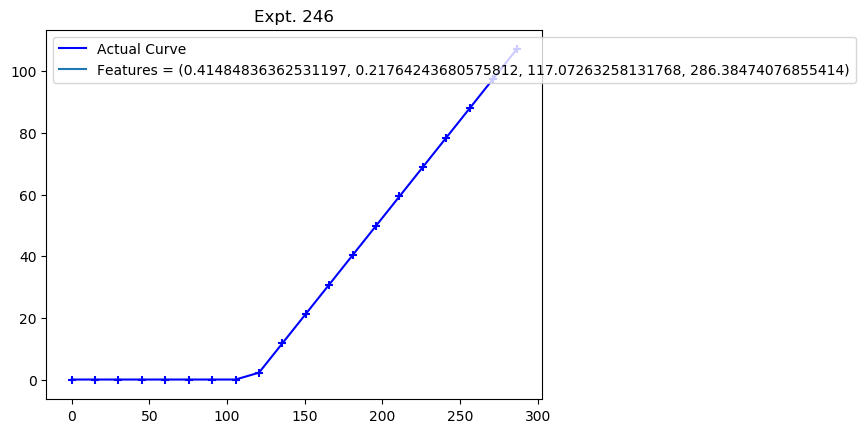 Expt. 246
Actual Curve
Features = (0.41484836362531197, 0.21764243680575812, 117.07263258131768, 286.38474076855414)
100
80
60
40
20
0
0 50 100 150 200 250 300